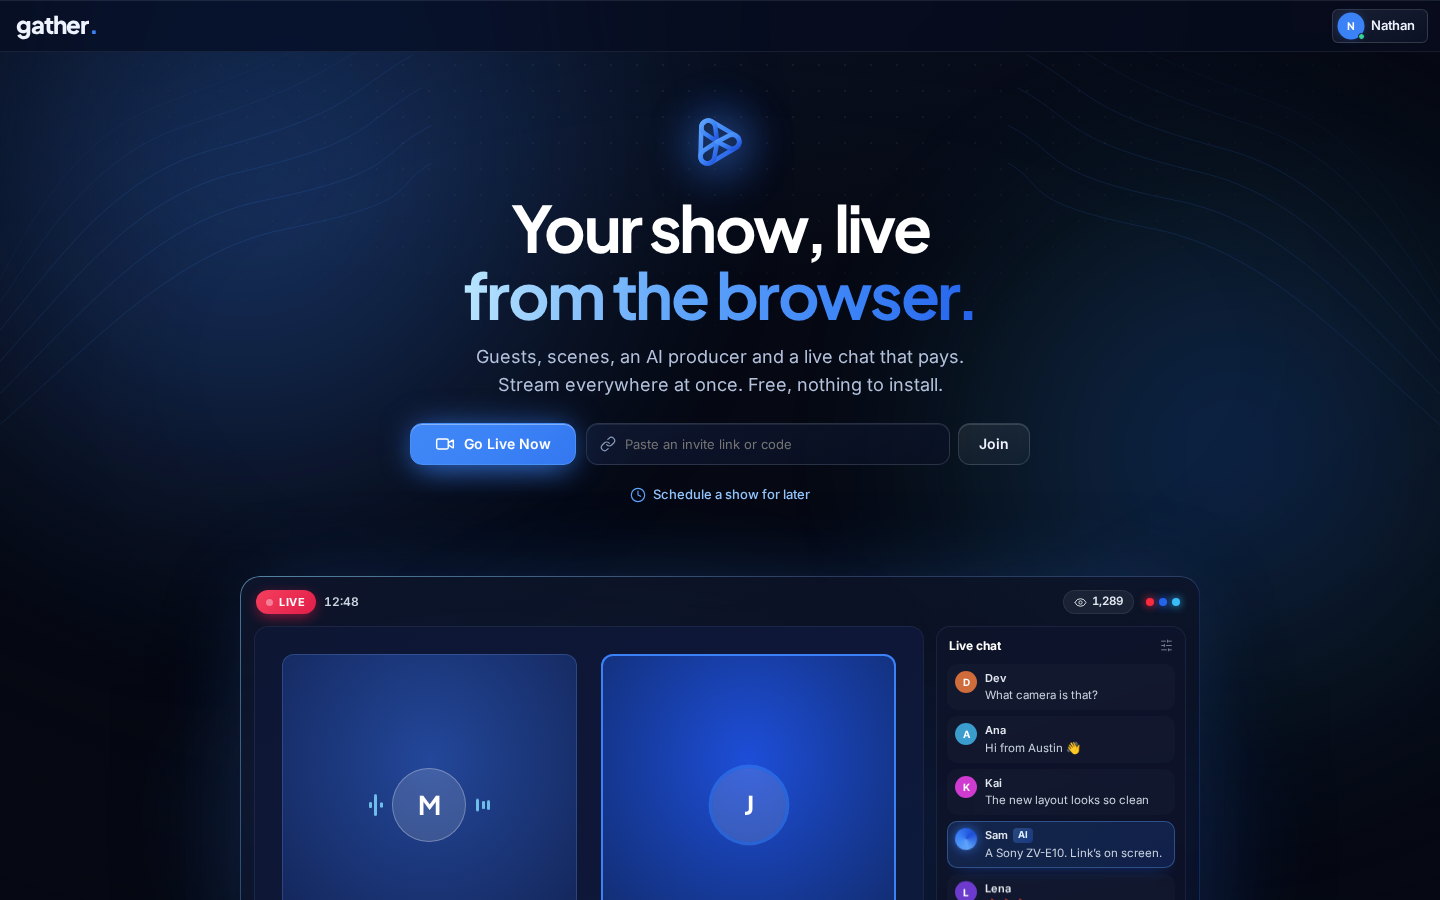 gather.
N
Nathan
Your show, live
from the browser.
Guests, scenes, an AI producer and a live chat that pays.
Stream everywhere at once. Free, nothing to install.
Go Live Now
Paste an invite link or code
Join
Schedule a show for later
LIVE
12:48
1,289
M
J
Live chat
D
Dev
What camera is that?
A
Ana
Hi from Austin 👋
K
Kai
The new layout looks so clean
Sam AI
A Sony ZV-E10. Link's on screen.
L
Lena